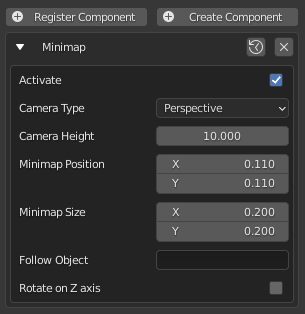 Register Component Create Component
Minimap
Activate
Camera Type Perspective
Camera Height 10.000
Minimap Position X 0.110
Y 0.110
Minimap Size X 0.200
Y 0.200
Follow Object
Rotate on Z axis